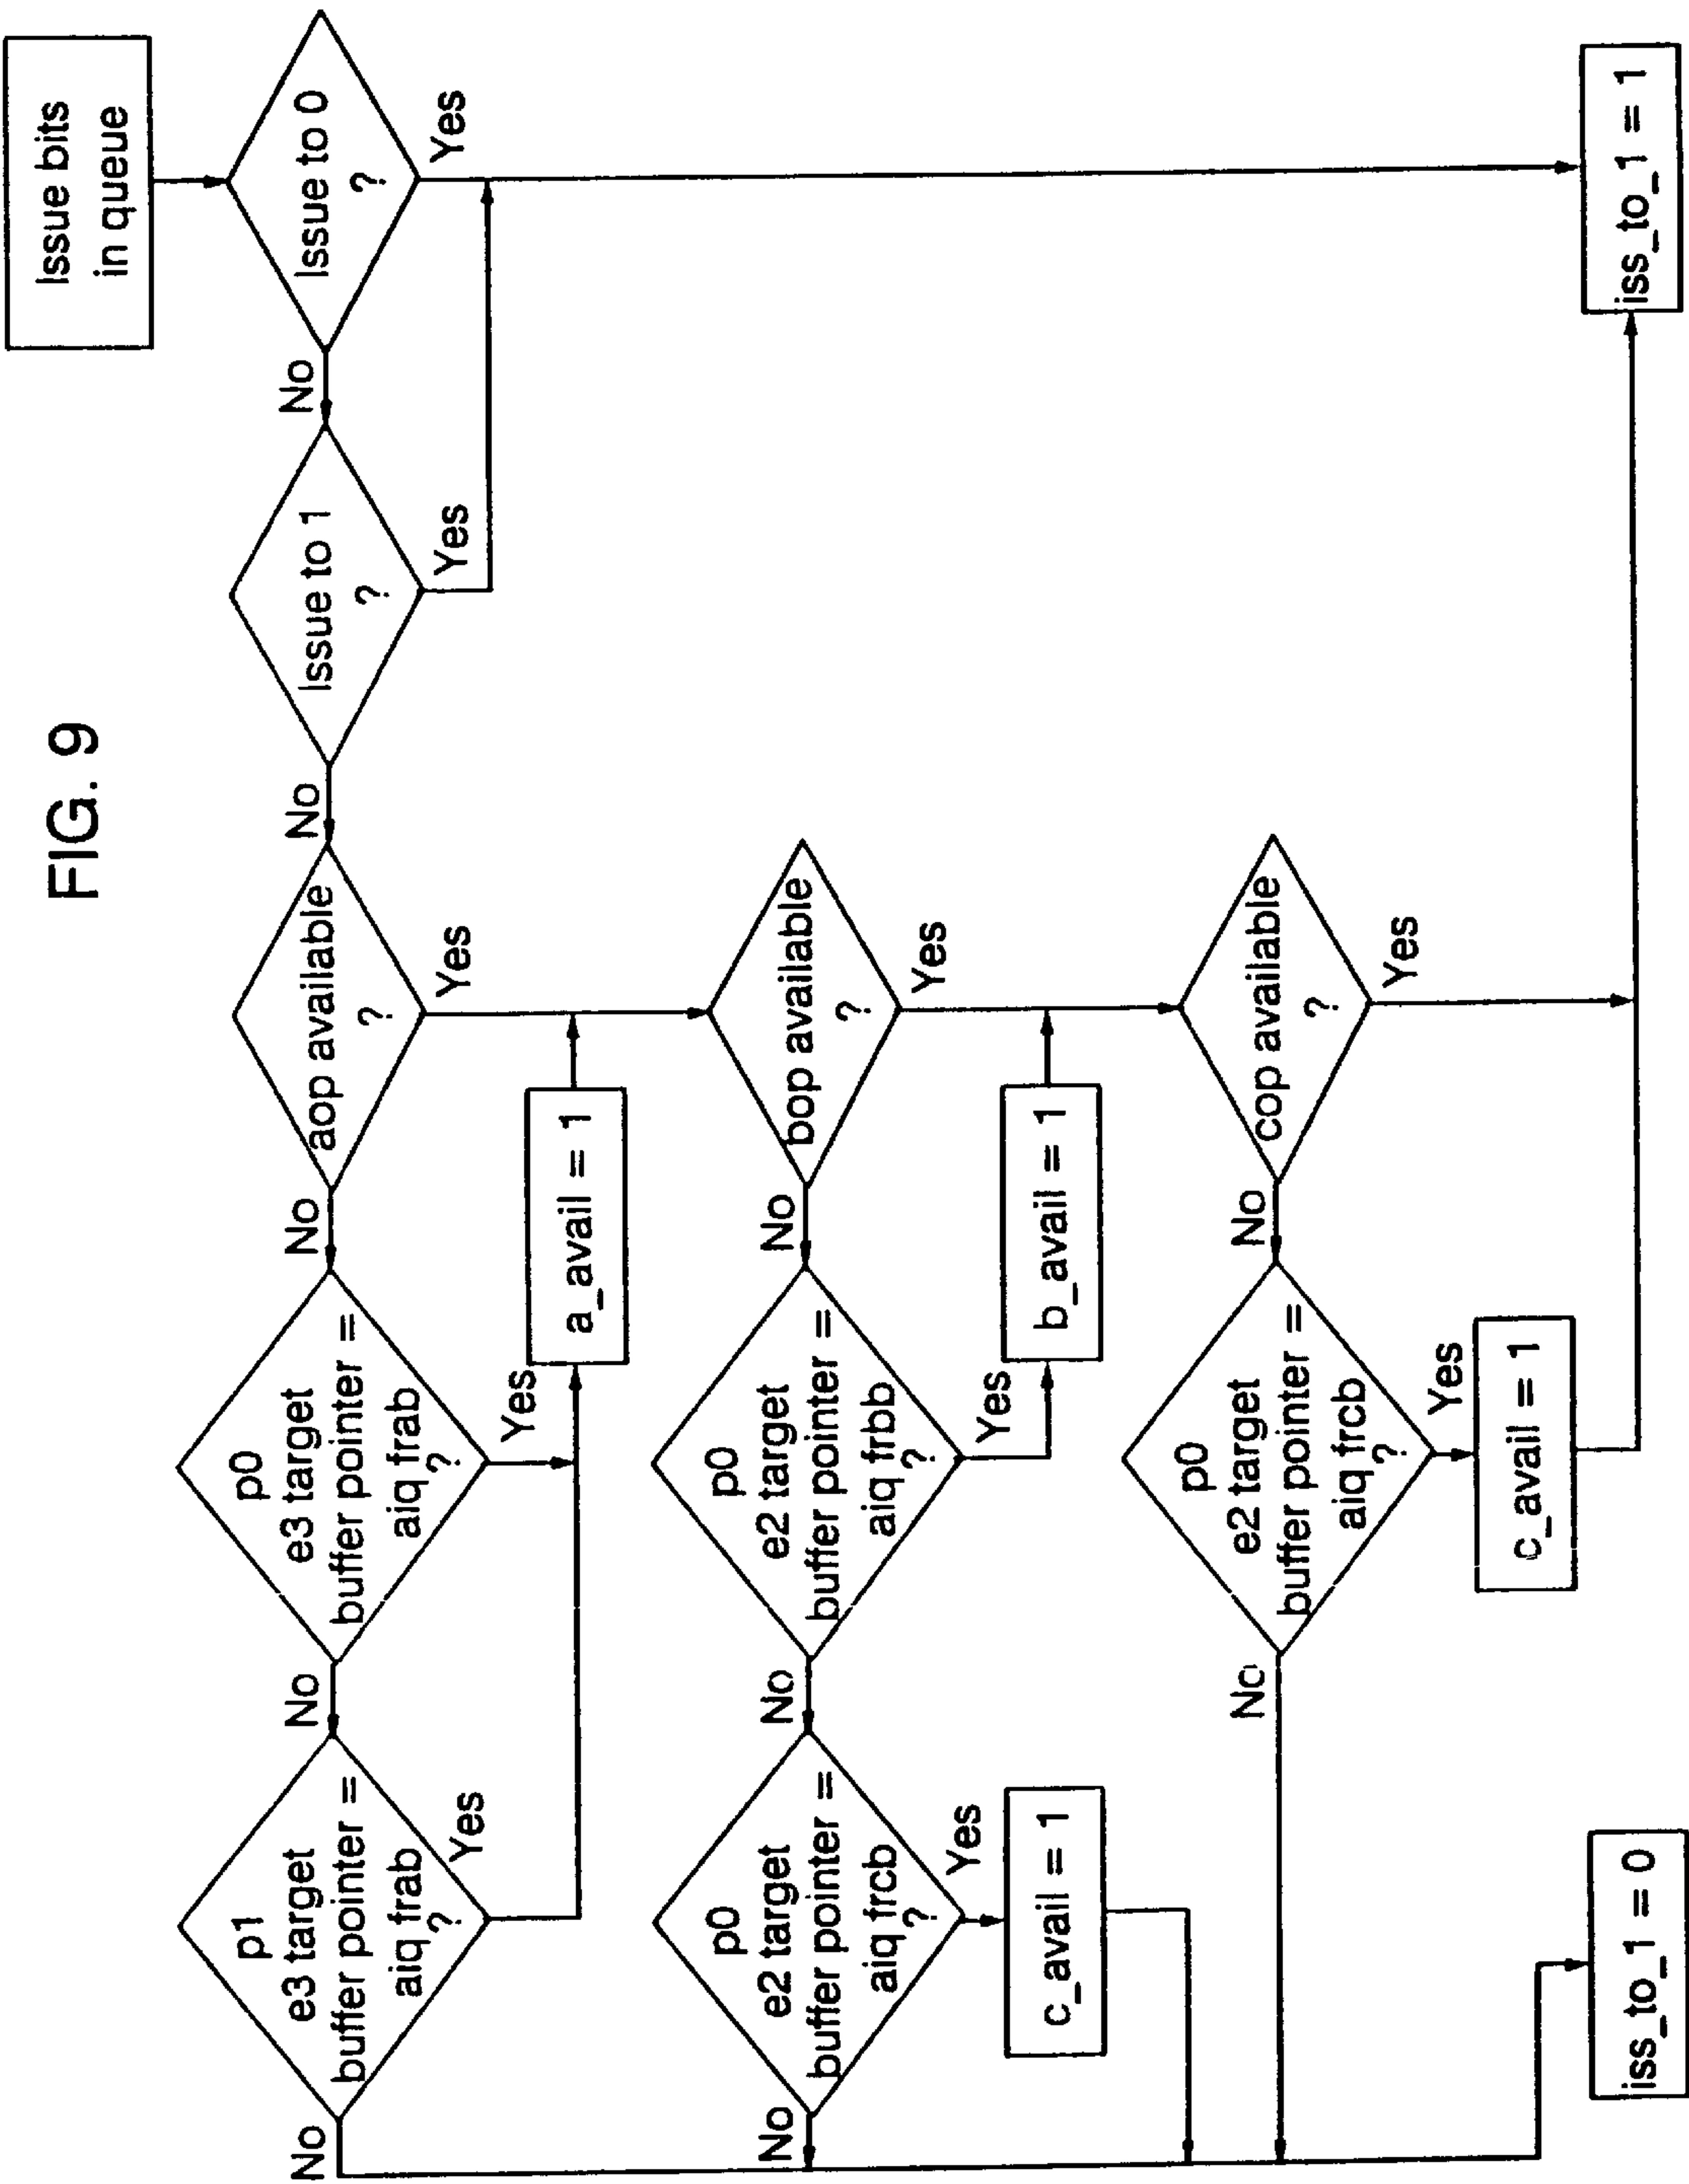 FIG. 9
Issue bits
in queue
Issue to 0
?
Yes
No
Issue to 1
?
Yes
No
aop available
?
Yes
No
p0
e3 target
buffer pointer =
aiq frab
?
Yes
No
p1
e3 target
buffer pointer =
aiq frab
?
Yes
No
a_avail = 1
bop available
?
Yes
No
p0
e2 target
buffer pointer =
aiq frbb
?
Yes
No
p0
e2 target
buffer pointer =
aiq frcb
?
Yes
No
b_avail = 1
c_avail = 1
cop available
?
Yes
No
p0
e2 target
buffer pointer =
aiq frcb
?
Yes
No
c_avail = 1
iss_to_1 = 1
iss_to_1 = 0